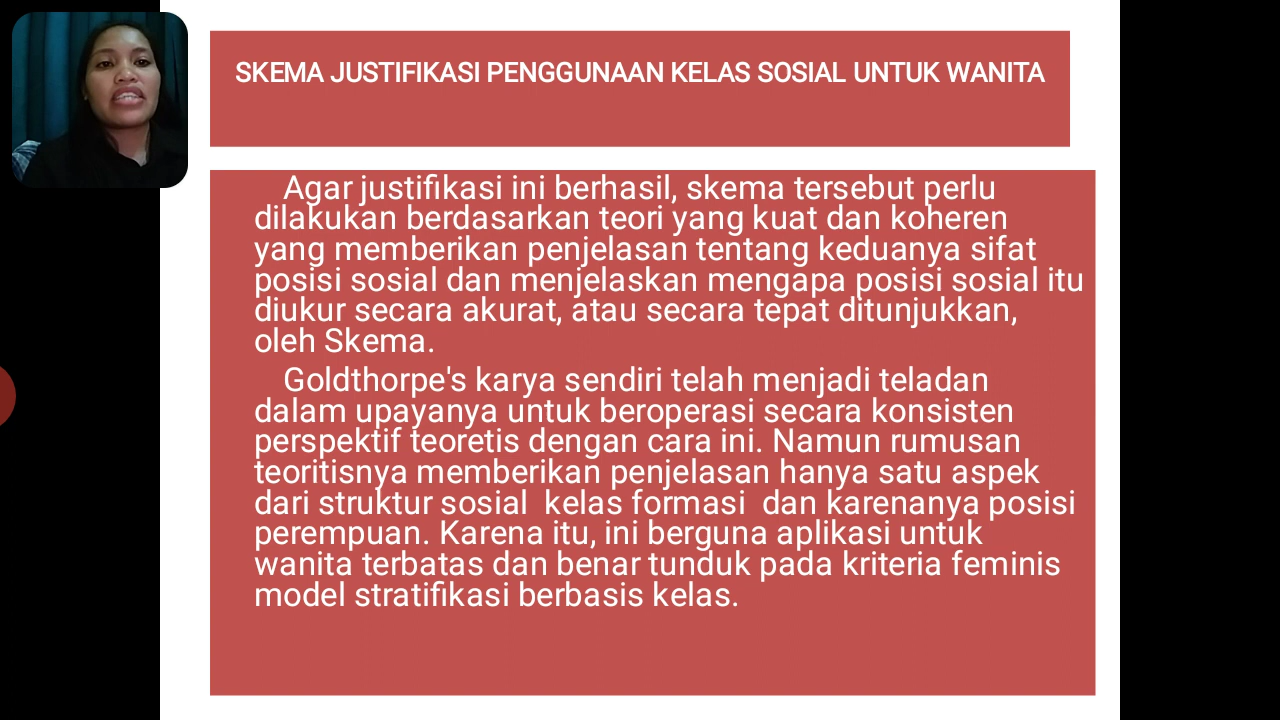 SKEMA JUSTIFIKASI PENGGUNAAN KELAS SOSIAL UNTUK WANITA
Agar justifikasi ini berhasil, skema tersebut perlu
dilakukan berdasarkan teori yang kuat dan koheren
yang memberikan penjelasan tentang keduanya sifat
posisi sosial dan menjelaskan mengapa posisi sosial itu
diukur secara akurat, atau secara tepat ditunjukkan,
oleh Skema.
Goldthorpe's karya sendiri telah menjadi teladan
dalam upayanya untuk beroperasi secara konsisten
perspektif teoretis dengan cara ini. Namun rumusan
teoritisnya memberikan penjelasan hanya satu aspek
dari struktur sosial  kelas formasi  dan karenanya posisi
perempuan. Karena itu, ini berguna aplikasi untuk
wanita terbatas dan benar tunduk pada kriteria feminis
model stratifikasi berbasis kelas.